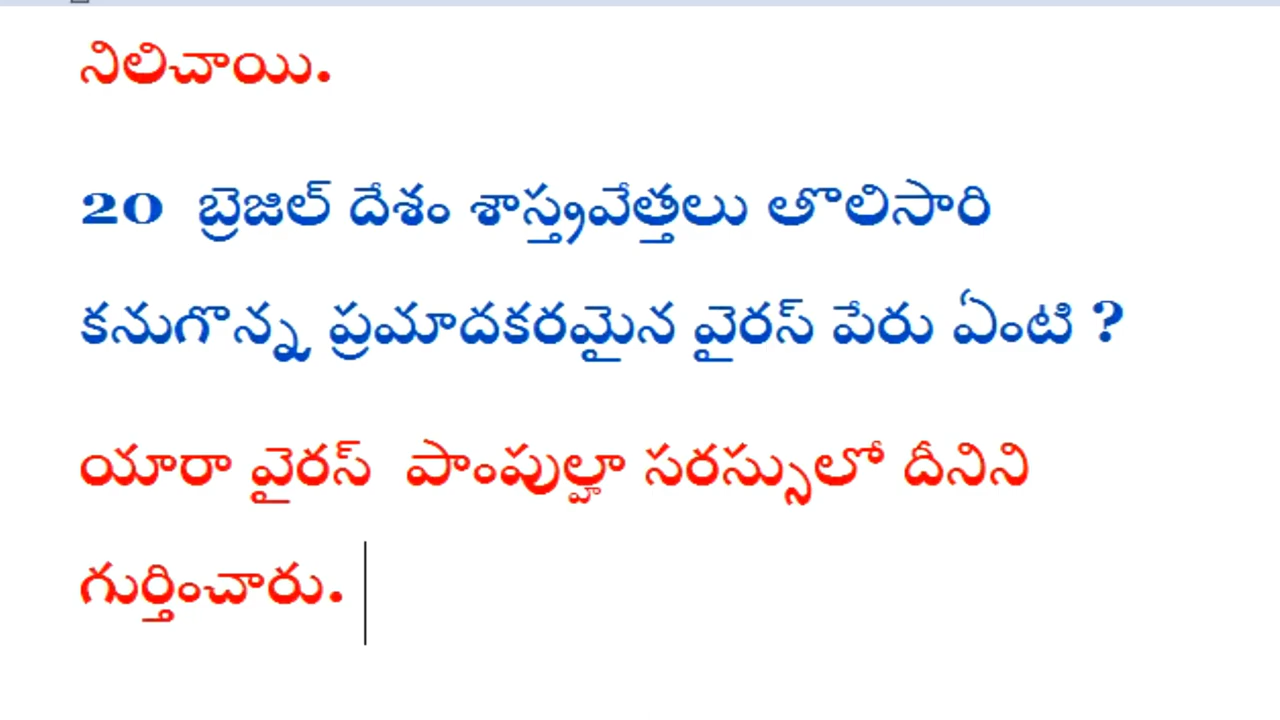 నిలిచాయి.
20 బ్రెజిల్ దేశం శాస్త్రవేత్తలు తొలిసారి
కనుగొన్న ప్రమాదకరమైన వైరస్ పేరు ఏంటి ?
యారా వైరస్ పాంపుల్హా సరస్సులో దీనిని
గుర్తించారు.